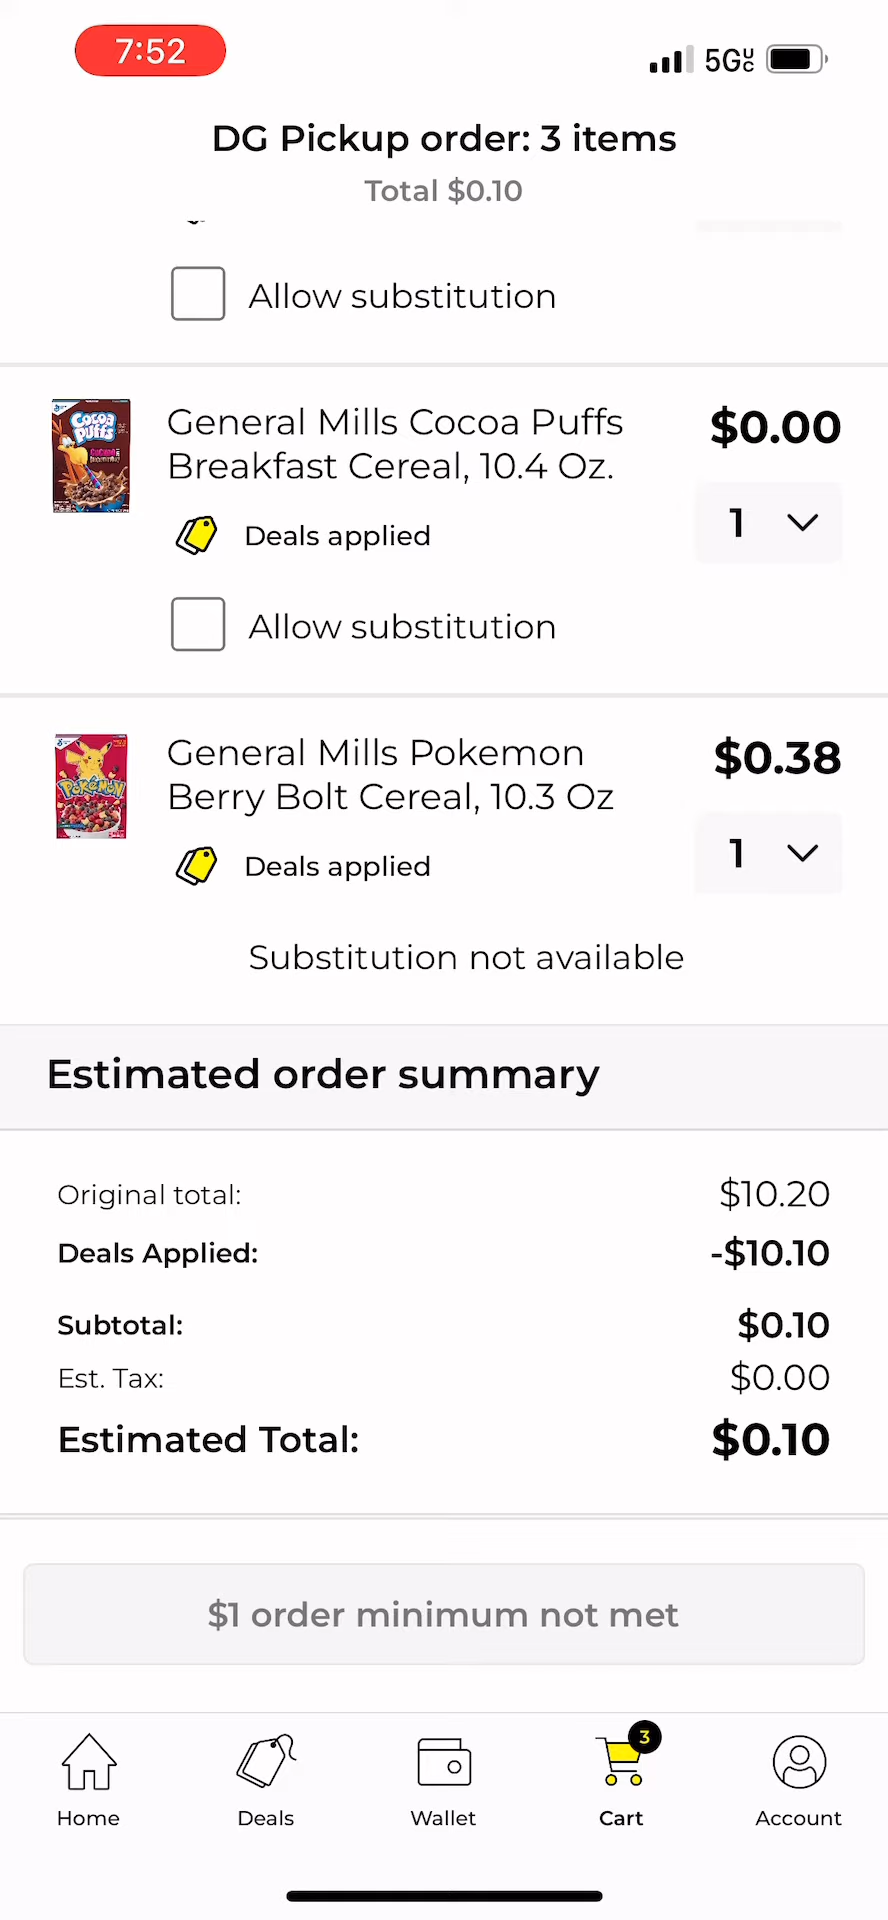 7:52
5GUC
DG Pickup order: 3 items
Total $0.10
Allow substitution
General Mills Cocoa Puffs
Breakfast Cereal, 10.4 Oz.
$0.00
Cocoa
Puffs
Deals applied
1
Allow substitution
General Mills Pokemon
Berry Bolt Cereal, 10.3 Oz
$0.38
POKéMON
Deals applied
1
Substitution not available
Estimated order summary
Original total: $10.20
Deals Applied: -$10.10
Subtotal: $0.10
Est. Tax: $0.00
Estimated Total: $0.10
$1 order minimum not met
3
Home Deals Wallet Cart Account